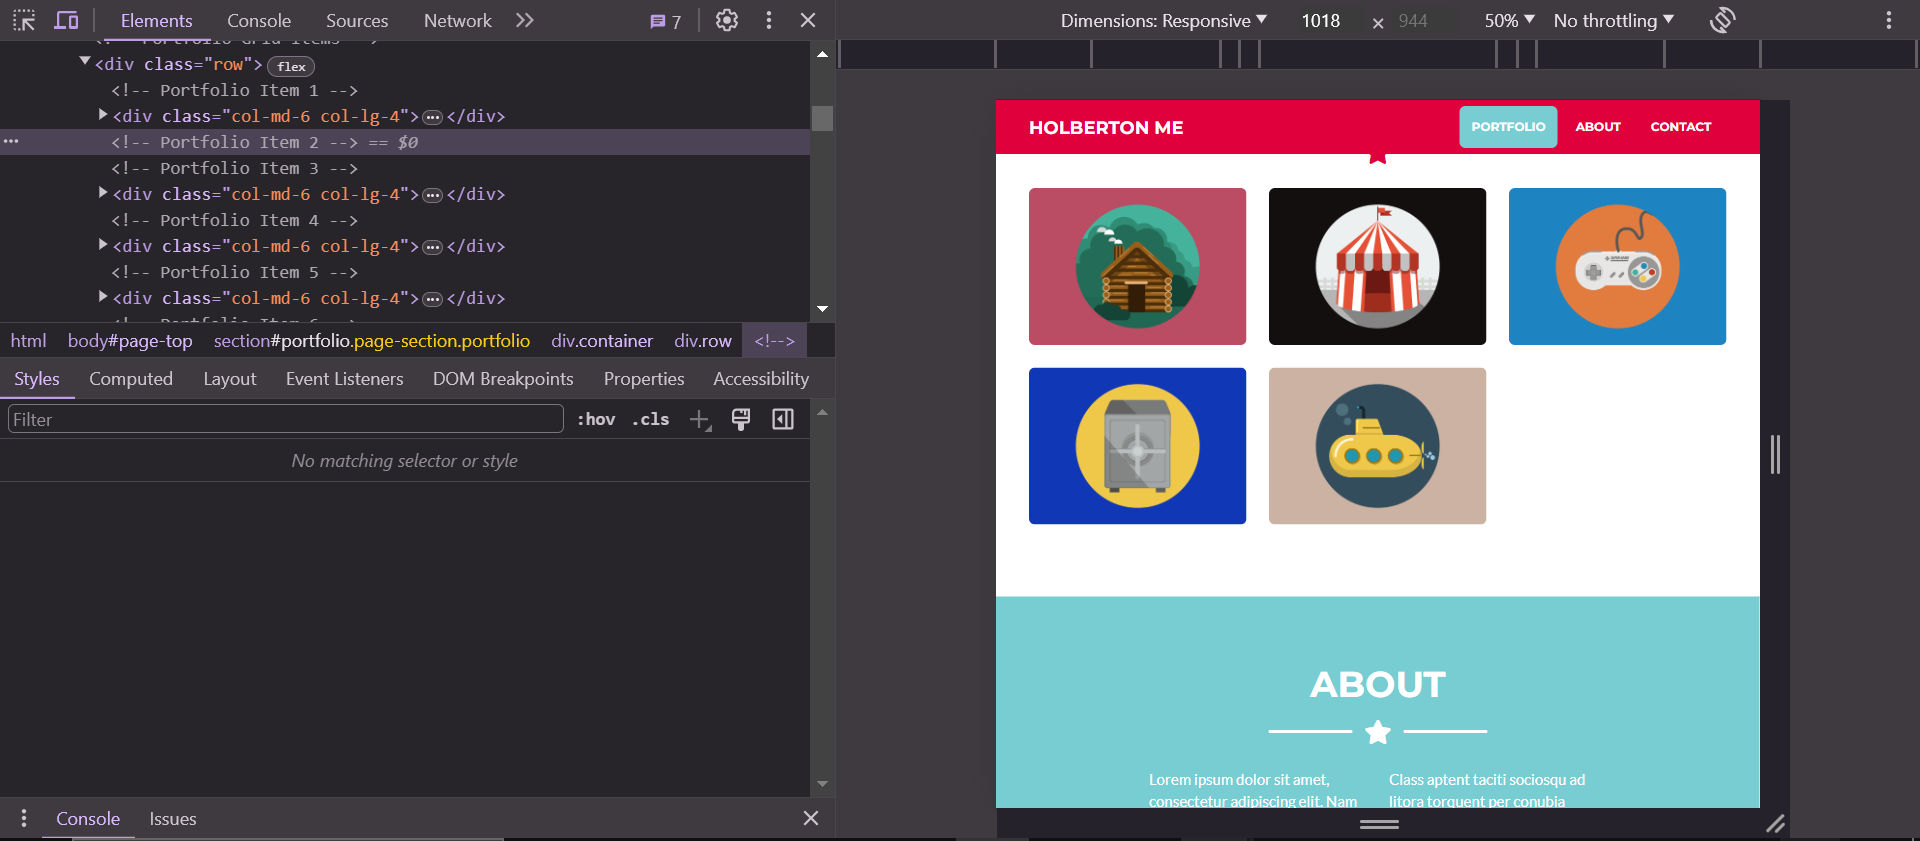 Elements Console Sources Network 7
Dimensions: Responsive 1018 × 944 50% No throttling
<!-- Portfolio Grid Items -->
<div class="row"> flex
<!-- Portfolio Item 1 -->
<div class="col-md-6 col-lg-4"> … </div>
<!-- Portfolio Item 2 --> == $0
<!-- Portfolio Item 3 -->
<div class="col-md-6 col-lg-4"> … </div>
<!-- Portfolio Item 4 -->
<div class="col-md-6 col-lg-4"> … </div>
<!-- Portfolio Item 5 -->
<div class="col-md-6 col-lg-4"> … </div>
<!-- Portfolio Item 6 -->
html body#page-top section#portfolio.page-section.portfolio div.container div.row <!-->
Styles Computed Layout Event Listeners DOM Breakpoints Properties Accessibility
Filter :hov .cls
No matching selector or style
Console Issues
HOLBERTON ME PORTFOLIO ABOUT CONTACT
ABOUT
Lorem ipsum dolor sit amet,
consectetur adipiscing elit. Nam
Class aptent taciti sociosqu ad
litora torquent per conubia